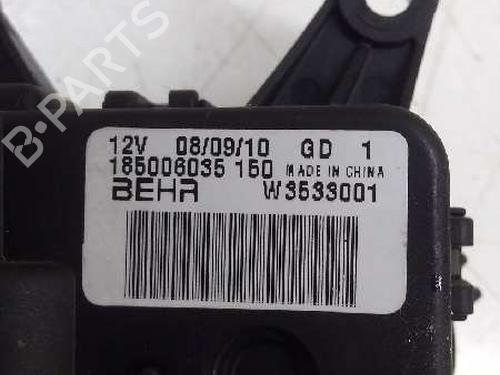 B-PARTS
12V 08/09/10 GD 1
185006035 150 MADE IN CHINA
BEHR W3533001